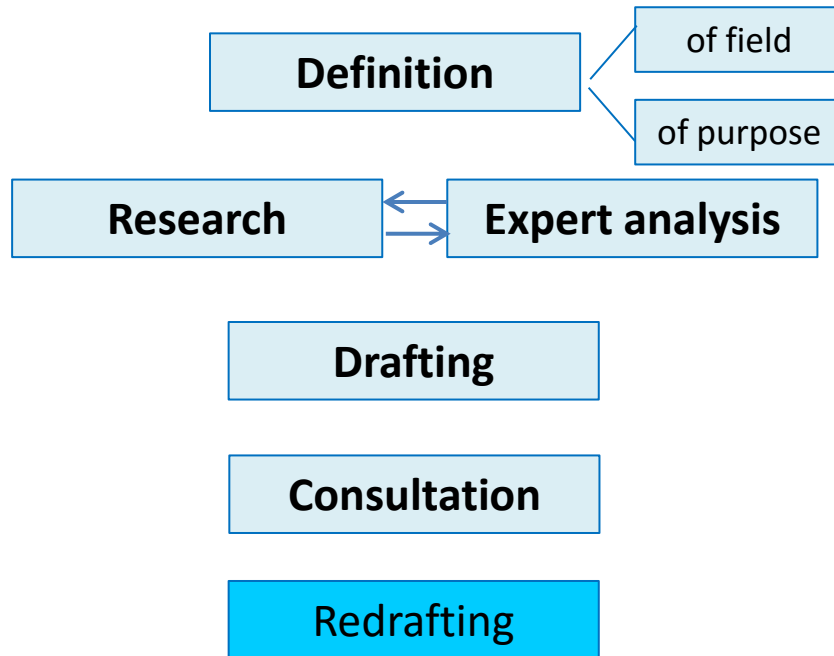 Definition
of field
of purpose
Research
Expert analysis
Drafting
Consultation
Redrafting